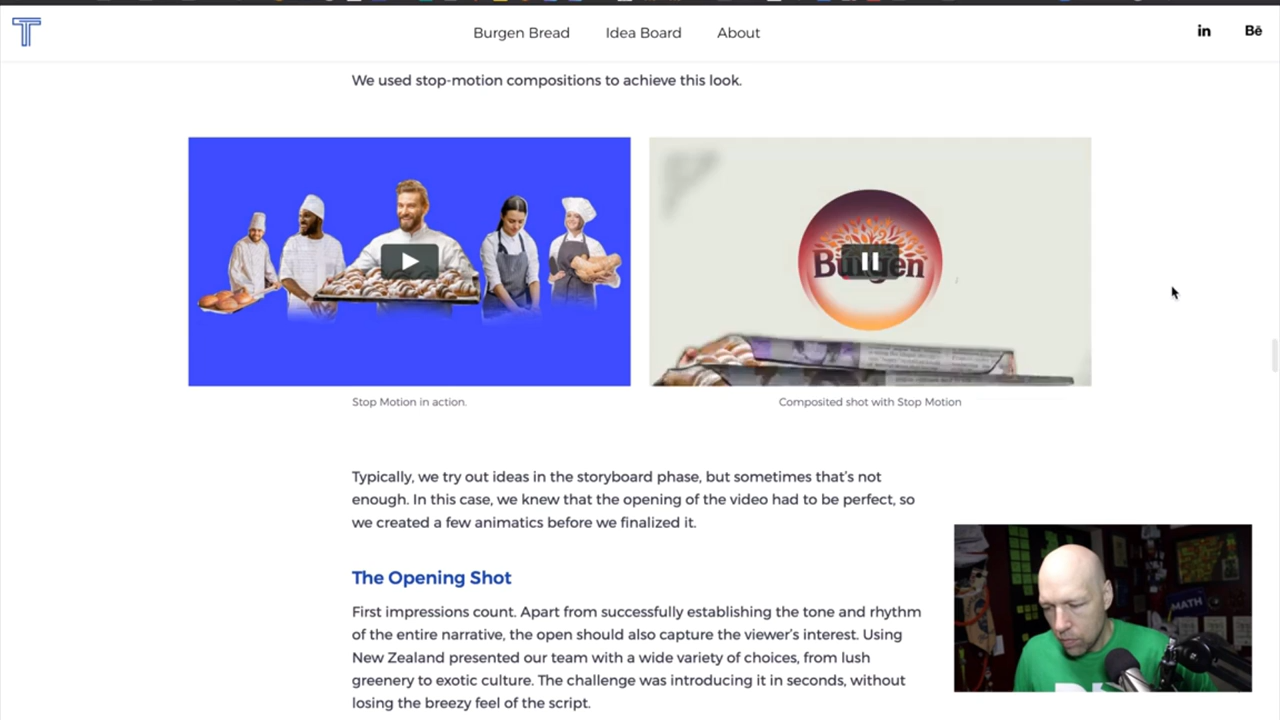 T
Burgen Bread
Idea Board
About
in
Bē
We used stop-motion compositions to achieve this look.
Burgen
Stop Motion in action.
Composited shot with Stop Motion
Typically, we try out ideas in the storyboard phase, but sometimes that's not
enough. In this case, we knew that the opening of the video had to be perfect, so
we created a few animatics before we finalized it.
The Opening Shot
First impressions count. Apart from successfully establishing the tone and rhythm
of the entire narrative, the open should also capture the viewer's interest. Using
New Zealand presented our team with a wide variety of choices, from lush
greenery to exotic culture. The challenge was introducing it in seconds, without
losing the breezy feel of the script.
MATH